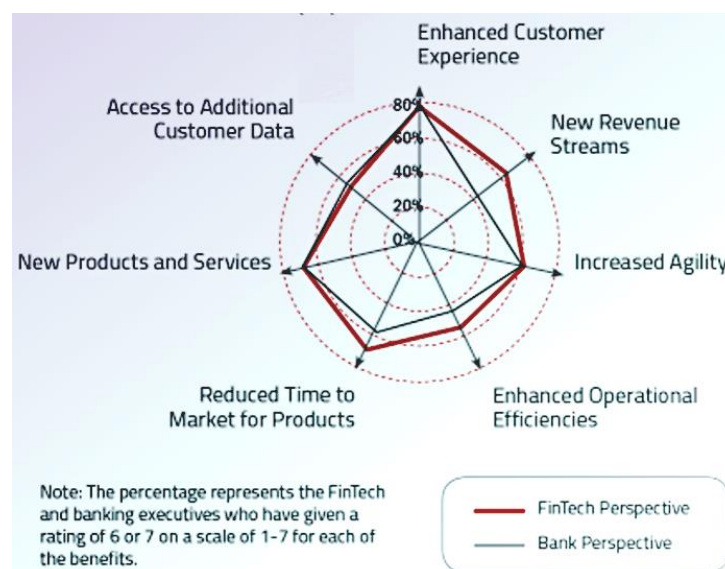 Enhanced Customer
Experience
Access to Additional
Customer Data
New Revenue
Streams
80%
60%
40%
20%
0%
New Products and Services
Increased Agility
Reduced Time to
Market for Products
Enhanced Operational
Efficiencies
Note: The percentage represents the FinTech
and banking executives who have given a
rating of 6 or 7 on a scale of 1-7 for each of
the benefits.
FinTech Perspective
Bank Perspective